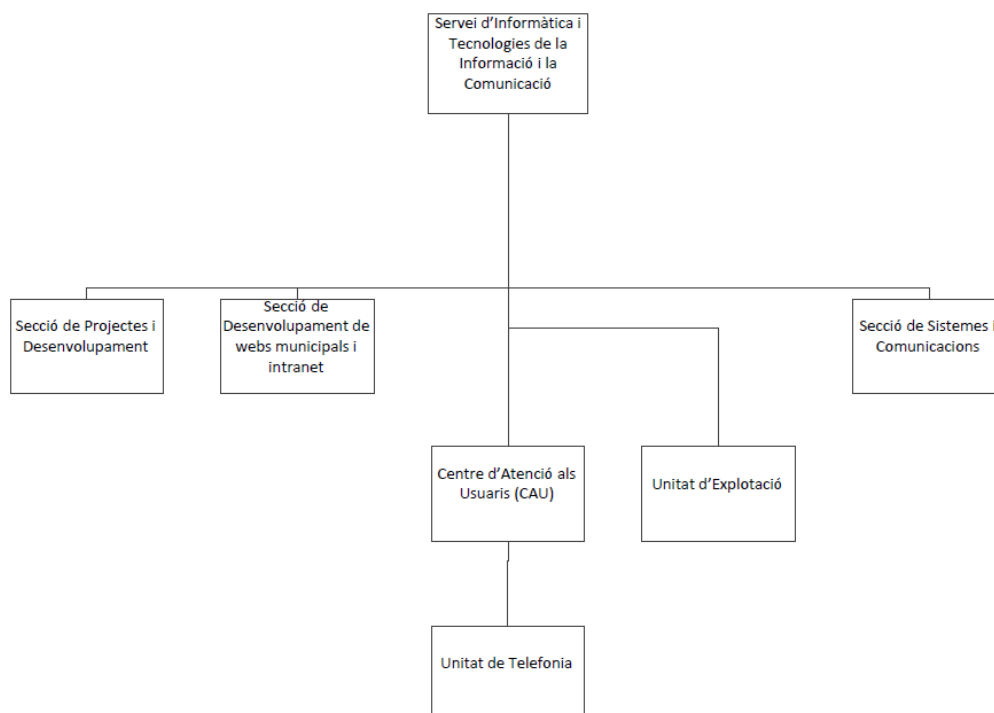 Servei d'Informàtica i
Tecnologies de la
Informació i la
Comunicació
Secció de Projectes i
Desenvolupament
Secció de
Desenvolupament de
webs municipals i
intranet
Secció de Sistemes i
Comunicacions
Centre d'Atenció als
Usuaris (CAU)
Unitat d'Explotació
Unitat de Telefonia